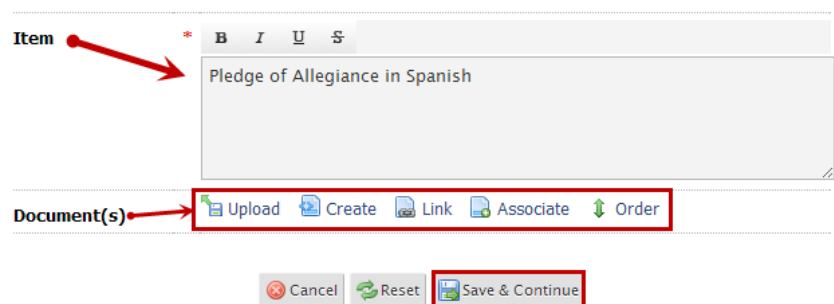 Item * B I U S
Pledge of Allegiance in Spanish
Document(s) Upload Create Link Associate Order
Cancel Reset Save & Continue